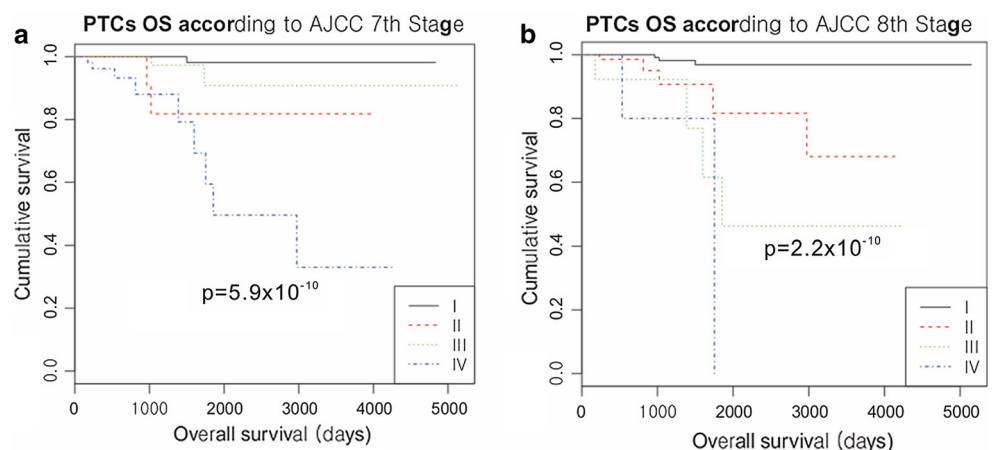 a
PTCs OS according to AJCC 7th Stage
Cumulative survival
1.0
0.8
0.6
0.4
0.2
0.0
p=5.9x10-10
I
II
III
IV
0 1000 2000 3000 4000 5000
Overall survival (days)
b
PTCs OS according to AJCC 8th Stage
Cumulative survival
1.0
0.8
0.6
0.4
0.2
0.0
p=2.2x10-10
I
II
III
IV
0 1000 2000 3000 4000 5000
Overall survival (days)